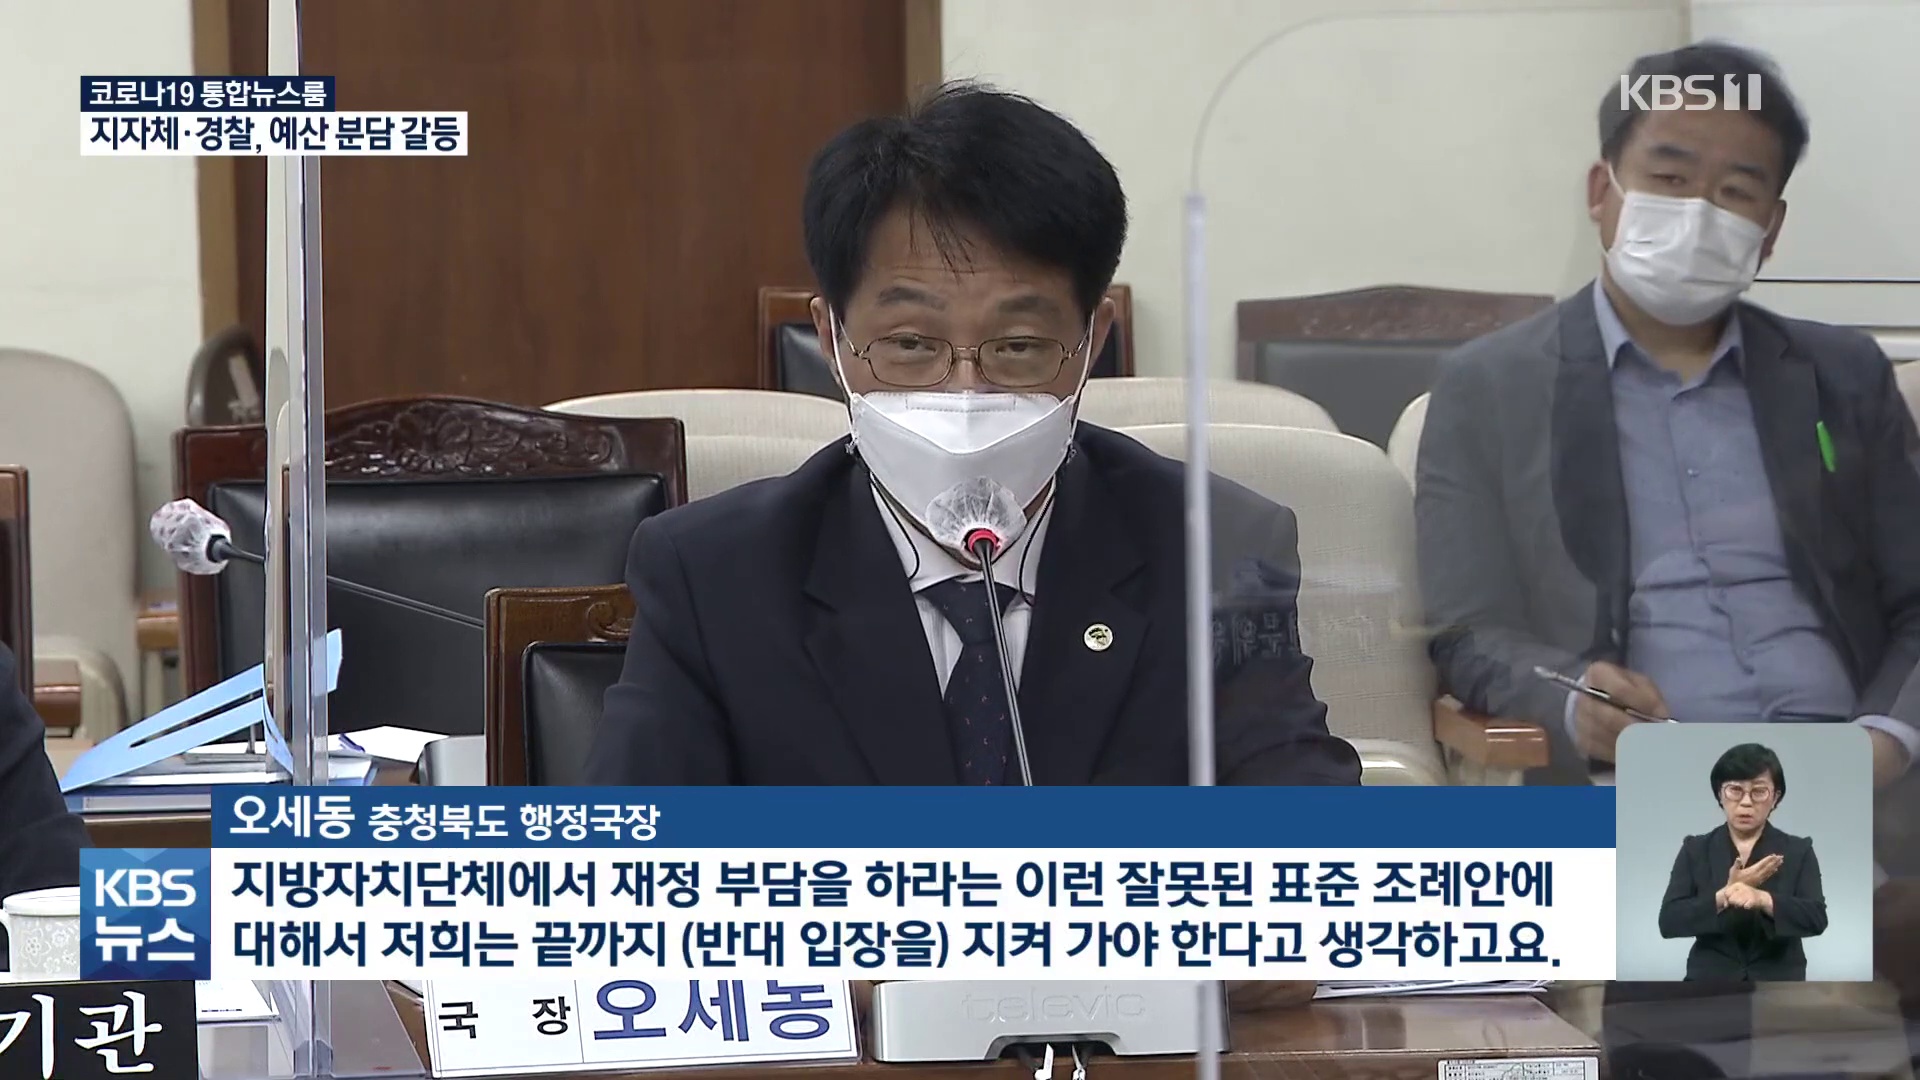 코로나19 통합뉴스룸
지자체·경찰, 예산 분담 갈등
KBS 1
오세동 충청북도 행정국장
KBS
뉴스
지방자치단체에서 재정 부담을 하라는 이런 잘못된 표준 조례안에
대해서 저희는 끝까지 (반대 입장을) 지켜 가야 한다고 생각하고요.
기관
국 장 오세동
televic